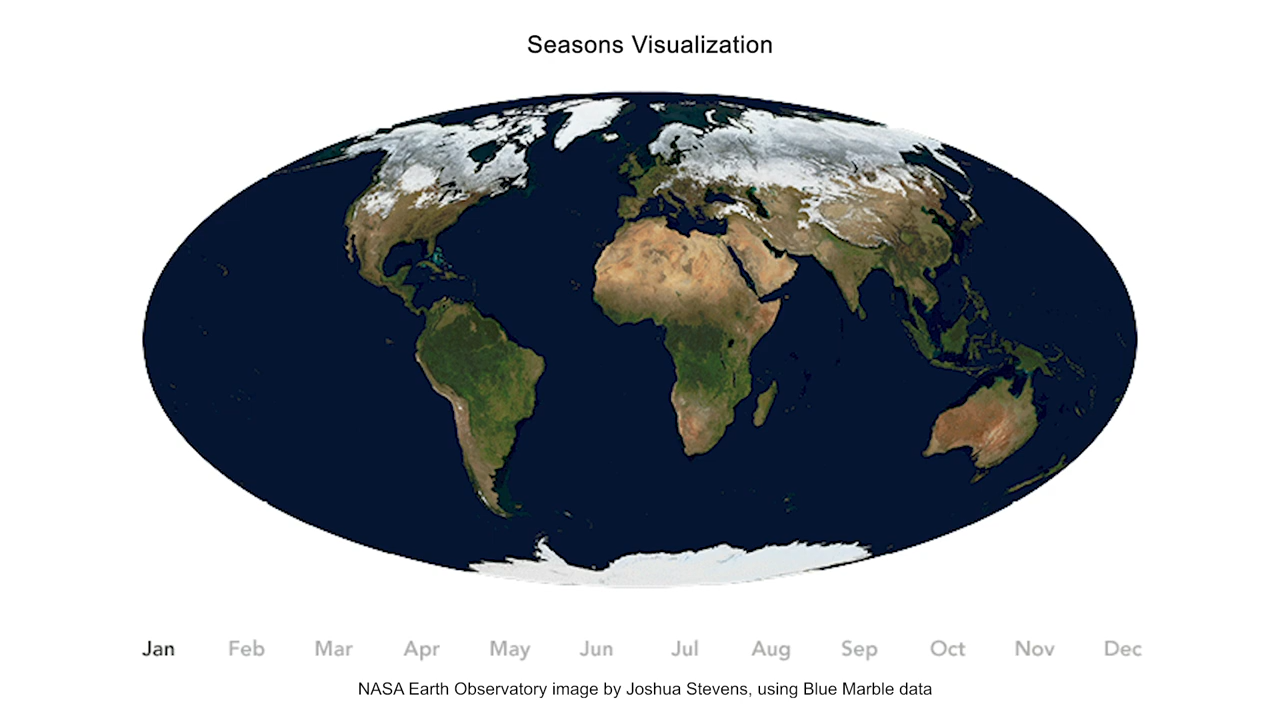 Seasons Visualization
Jan Feb Mar Apr May Jun Jul Aug Sep Oct Nov Dec
NASA Earth Observatory image by Joshua Stevens, using Blue Marble data